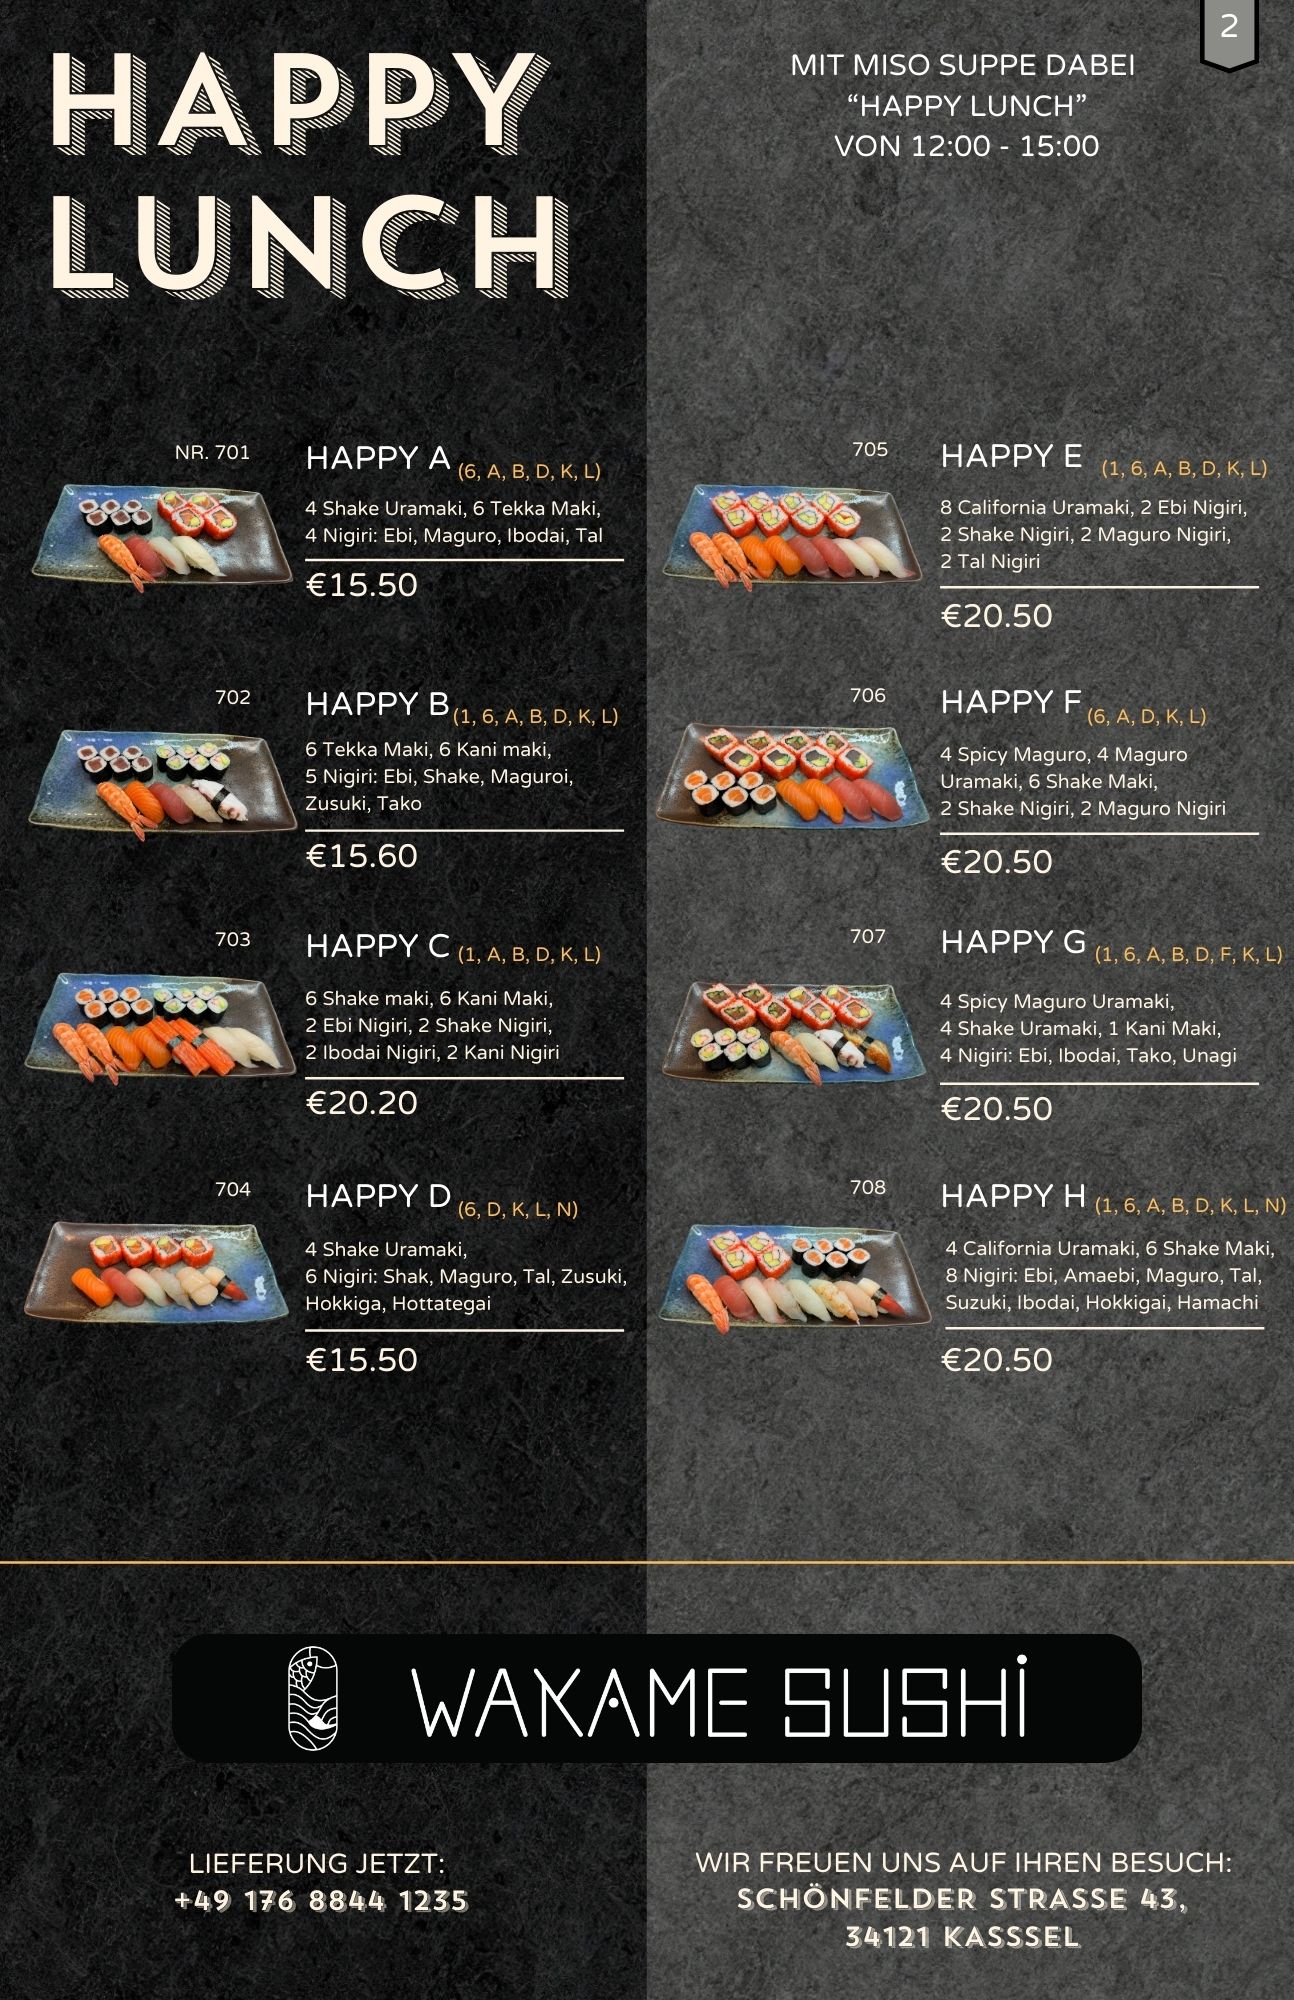 2
HAPPY
LUNCH
MIT MISO SUPPE DABEI
“HAPPY LUNCH”
VON 12:00 - 15:00
NR. 701
HAPPY A (6, A, B, D, K, L)
4 Shake Uramaki, 6 Tekka Maki,
4 Nigiri: Ebi, Maguro, Ibodai, Tal
€15.50
702
HAPPY B (1, 6, A, B, D, K, L)
6 Tekka Maki, 6 Kani maki,
5 Nigiri: Ebi, Shake, Maguroi,
Zusuki, Tako
€15.60
703
HAPPY C (1, A, B, D, K, L)
6 Shake maki, 6 Kani Maki,
2 Ebi Nigiri, 2 Shake Nigiri,
2 Ibodai Nigiri, 2 Kani Nigiri
€20.20
704
HAPPY D (6, D, K, L, N)
4 Shake Uramaki,
6 Nigiri: Shak, Maguro, Tal, Zusuki,
Hokkiga, Hottategai
€15.50
705
HAPPY E (1, 6, A, B, D, K, L)
8 California Uramaki, 2 Ebi Nigiri,
2 Shake Nigiri, 2 Maguro Nigiri,
2 Tal Nigiri
€20.50
706
HAPPY F (6, A, D, K, L)
4 Spicy Maguro, 4 Maguro
Uramaki, 6 Shake Maki,
2 Shake Nigiri, 2 Maguro Nigiri
€20.50
707
HAPPY G (1, 6, A, B, D, F, K, L)
4 Spicy Maguro Uramaki,
4 Shake Uramaki, 1 Kani Maki,
4 Nigiri: Ebi, Ibodai, Tako, Unagi
€20.50
708
HAPPY H (1, 6, A, B, D, K, L, N)
4 California Uramaki, 6 Shake Maki,
8 Nigiri: Ebi, Amaebi, Maguro, Tal,
Suzuki, Ibodai, Hokkigai, Hamachi
€20.50
WAKAME SUSHi
LIEFERUNG JETZT:
+49 176 8844 1235
WIR FREUEN UNS AUF IHREN BESUCH:
SCHÖNFELDER STRASSE 43,
34121 KASSSEL